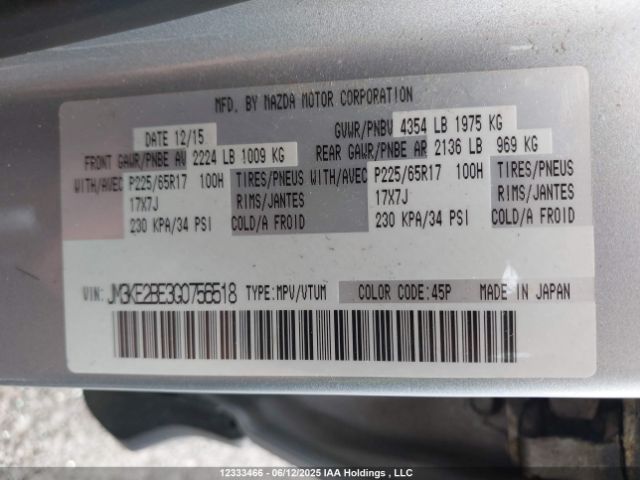 MFD. BY MAZDA MOTOR CORPORATION
DATE 12/15 GVWR/PNBV 4354 LB 1975 KG
FRONT GAWR/PNBE AV 2224 LB 1009 KG REAR GAWR/PNBE AR 2136 LB 969 KG
WITH/AVEC P225/65R17 100H TIRES/PNEUS WITH/AVEC P225/65R17 100H TIRES/PNEUS
17X7J RIMS/JANTES 17X7J RIMS/JANTES
230 KPA/34 PSI COLD/A FROID 230 KPA/34 PSI COLD/A FROID
VIN: JM3KE2BE3G0756518 TYPE:MPV/VTUM COLOR CODE:45P MADE IN JAPAN
12333466 - 06/12/2025 IAA Holdings , LLC